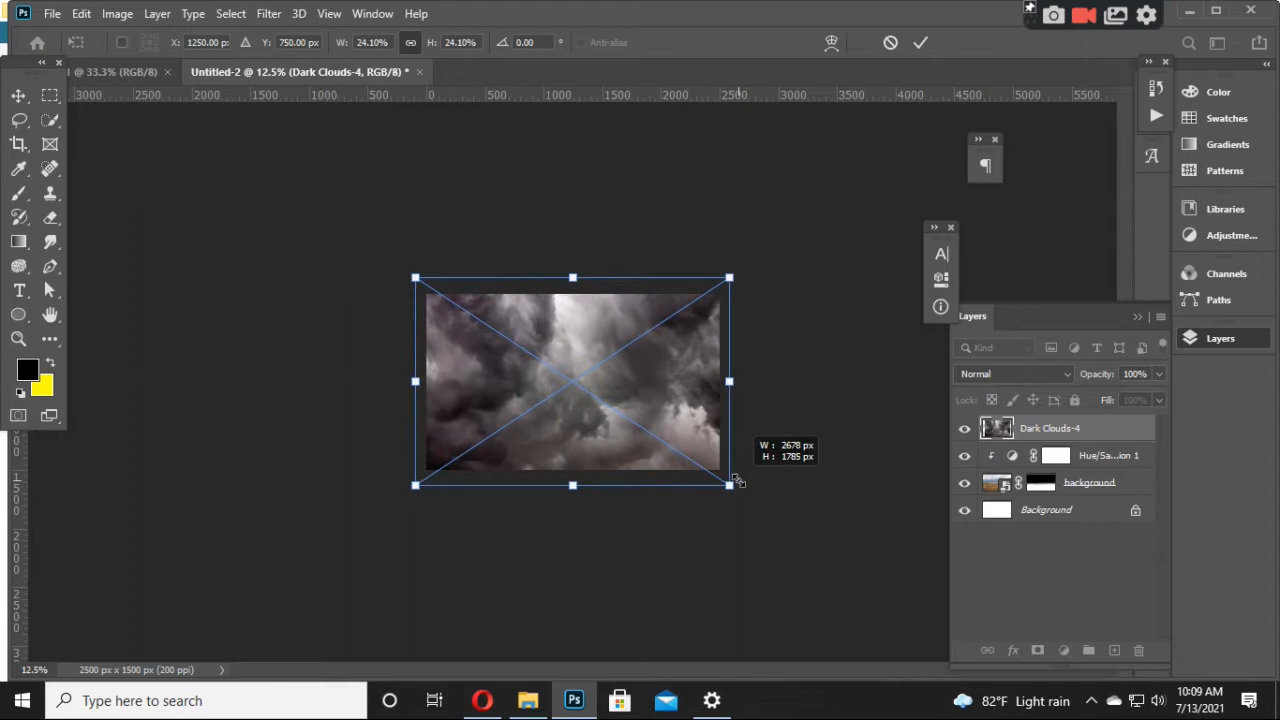 Ps File Edit Image Layer Type Select Filter 3D View Window Help
X: 1250.00 px Y: 750.00 px W: 24.10% H: 24.10% 0.00 ° Anti-alias
@ 33.3% (RGB/8) × Untitled-2 @ 12.5% (Dark Clouds-4, RGB/8) * ×
3000 2500 2000 1500 1000 500 0 500 1000 1500 2000 2500 3000 3500 4000 4500 5000 5500
Color
Swatches
Gradients
Patterns
Libraries
Adjustme...
Channels
Paths
Layers
W : 2678 px
H : 1785 px
Layers
Kind
Normal Opacity: 100%
Lock: Fill: 100%
Dark Clouds-4
Hue/Sa...ion 1
background
Background
12.5% 2500 px x 1500 px (200 ppi)
Type here to search
Ps
82°F Light rain
10:09 AM
7/13/2021